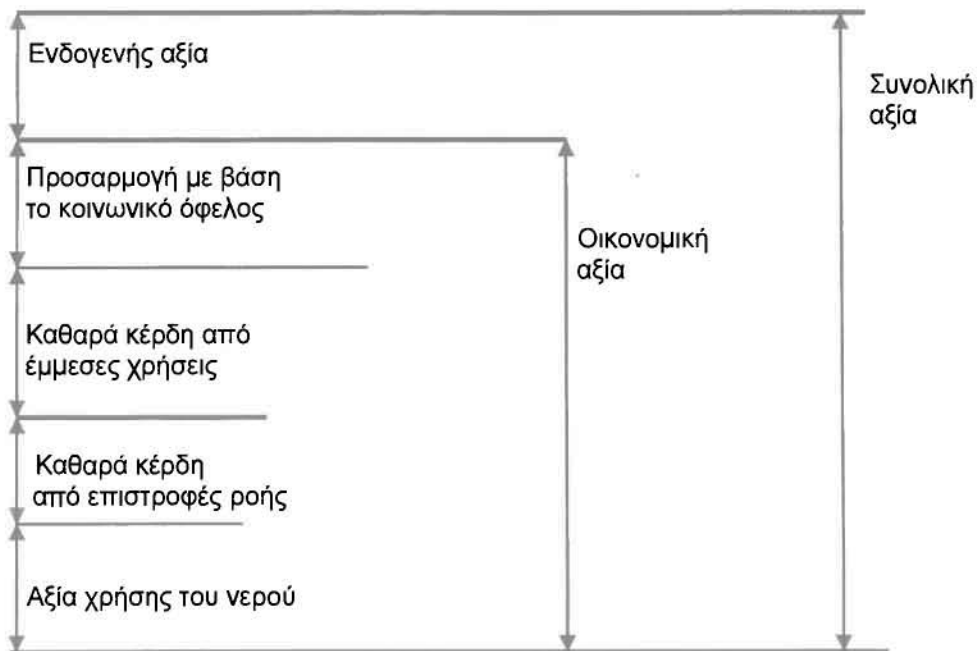 Ενδογενής αξία
Συνολική
αξία
Προσαρμογή με βάση
το κοινωνικό όφελος
Οικονομική
αξία
Καθαρά κέρδη από
έμμεσες χρήσεις
Καθαρά κέρδη
από επιστροφές ροής
Αξία χρήσης του νερού